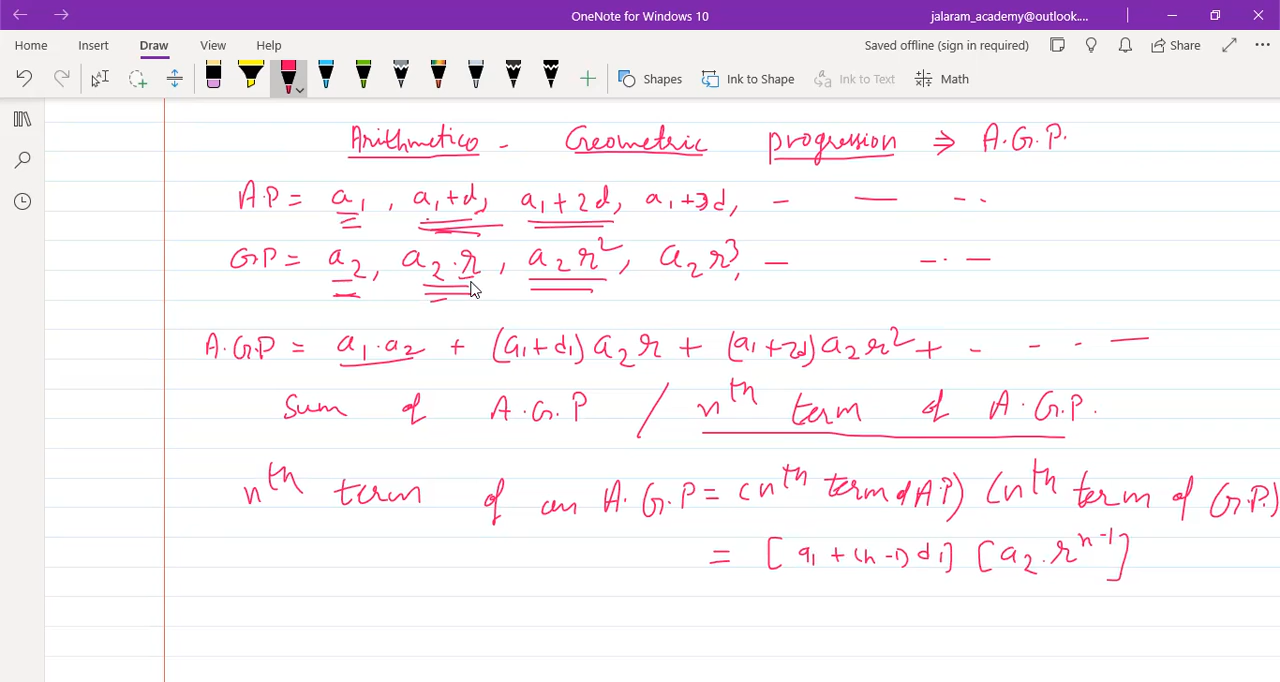 OneNote for Windows 10
jalaram_academy@outlook....
Home Insert Draw View Help
Saved offline (sign in required) Share
Shapes Ink to Shape Ink to Text Math
Arithmetico - Geometric progression ⇒ A.G.P.
A.P = a₁, a₁+d, a₁+2d, a₁+3d, - — - -
G.P = a₂, a₂.r, a₂r², a₂r³, — - . —
A.G.P = a₁.a₂ + (a₁+d₁)a₂r + (a₁+2d)a₂r² + - - - —
Sum of A.G.P / nth term of A.G.P.
nth term of an A.G.P = (nth term of AP) (nth term of G.P.)
= [a₁+(n-1)d₁] [a₂.rⁿ⁻¹]